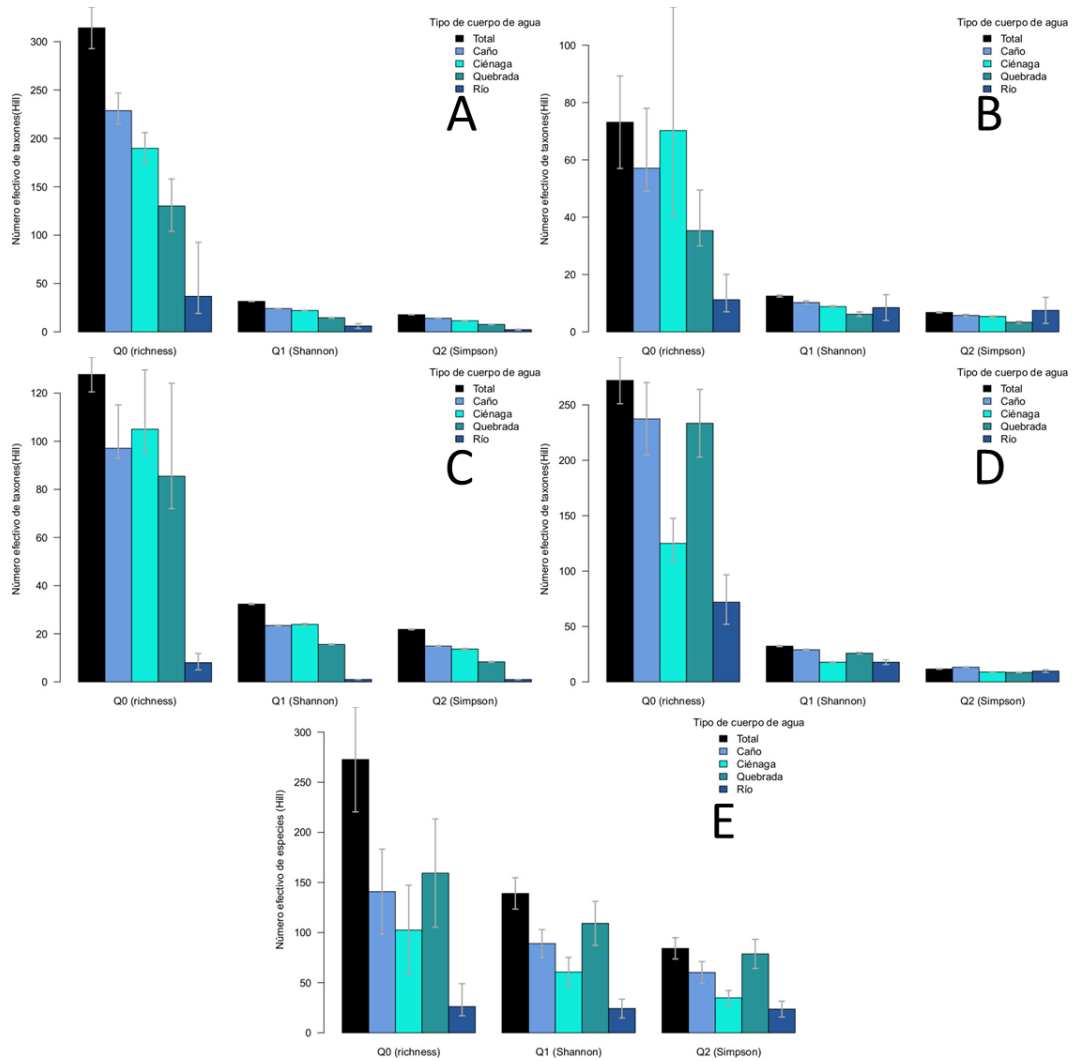 Tipo de cuerpo de agua
Total
Caño
Ciénaga
Quebrada
Río
A
Número efectivo de taxones(Hill)
300
250
200
150
100
50
0
Q0 (richness)
Q1 (Shannon)
Q2 (Simpson)
Tipo de cuerpo de agua
Total
Caño
Ciénaga
Quebrada
Río
B
Número efectivo de taxones(Hill)
100
80
60
40
20
0
Q0 (richness)
Q1 (Shannon)
Q2 (Simpson)
Tipo de cuerpo de agua
Total
Caño
Ciénaga
Quebrada
Río
C
Número efectivo de taxones(Hill)
120
100
80
60
40
20
0
Q0 (richness)
Q1 (Shannon)
Q2 (Simpson)
Tipo de cuerpo de agua
Total
Caño
Ciénaga
Quebrada
Río
D
Número efectivo de taxones(Hill)
250
200
150
100
50
0
Q0 (richness)
Q1 (Shannon)
Q2 (Simpson)
Tipo de cuerpo de agua
Total
Caño
Ciénaga
Quebrada
Río
E
Número efectivo de especies (Hill)
300
250
200
150
100
50
0
Q0 (richness)
Q1 (Shannon)
Q2 (Simpson)